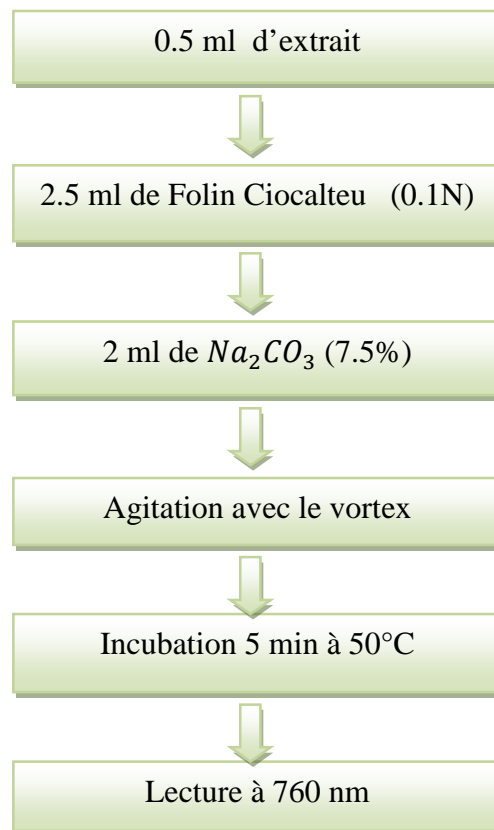 0.5 ml d’extrait
2.5 ml de Folin Ciocalteu (0.1N)
2 ml de Na₂CO₃ (7.5%)
Agitation avec le vortex
Incubation 5 min à 50°C
Lecture à 760 nm